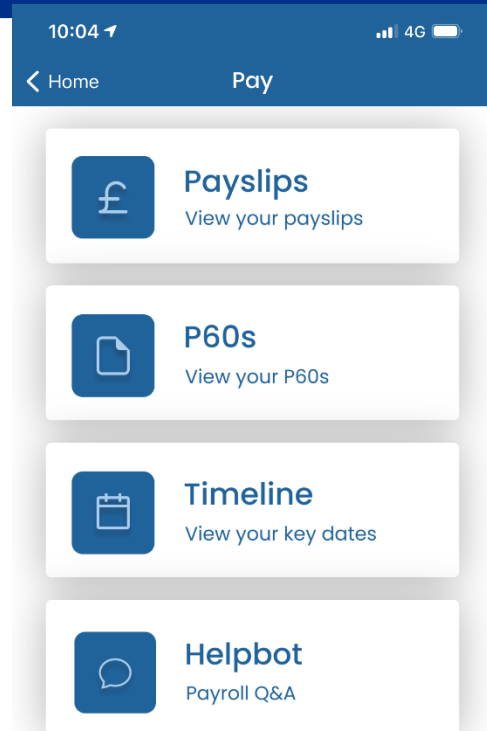 10:04 4G
Home Pay
£
Payslips
View your payslips
P60s
View your P60s
Timeline
View your key dates
Helpbot
Payroll Q&A